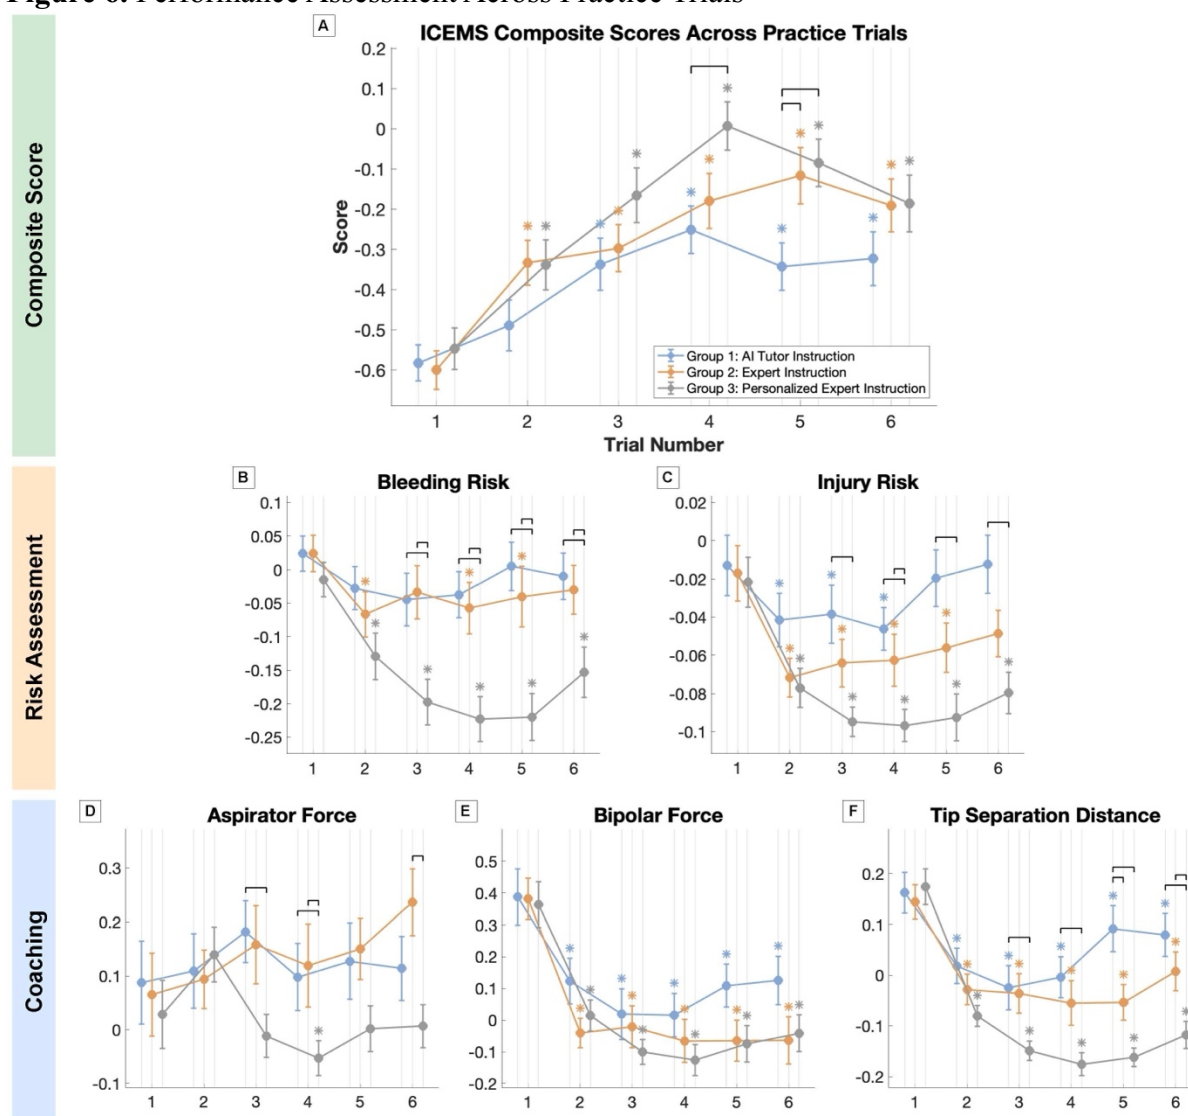 Figure 6. Performance Assessment Across Practice Trials
Composite Score
A
ICEMS Composite Scores Across Practice Trials
0.2
0.1
0
-0.1
-0.2
-0.3
-0.4
-0.5
-0.6
Score
Group 1: AI Tutor Instruction
Group 2: Expert Instruction
Group 3: Personalized Expert Instruction
1 2 3 4 5 6
Trial Number
Risk Assessment
B
Bleeding Risk
0.1
0.05
0
-0.05
-0.1
-0.15
-0.2
-0.25
1 2 3 4 5 6
C
Injury Risk
0.02
0
-0.02
-0.04
-0.06
-0.08
-0.1
1 2 3 4 5 6
Coaching
D
Aspirator Force
0.3
0.2
0.1
0
-0.1
1 2 3 4 5 6
E
Bipolar Force
0.5
0.4
0.3
0.2
0.1
0
-0.1
-0.2
1 2 3 4 5 6
F
Tip Separation Distance
0.2
0.1
0
-0.1
-0.2
1 2 3 4 5 6